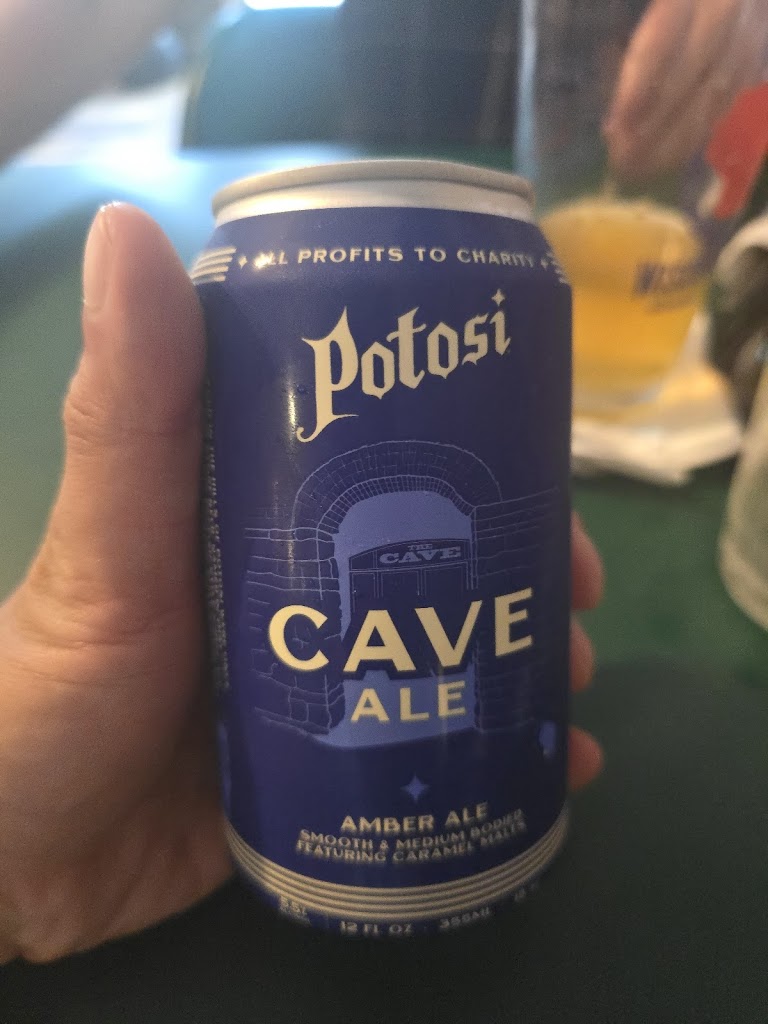 ALL PROFITS TO CHARITY
Potosi
THE
CAVE
CAVE
ALE
AMBER ALE
SMOOTH & MEDIUM BODIED
FEATURING CARAMEL MALTS
12 FL OZ 355ML